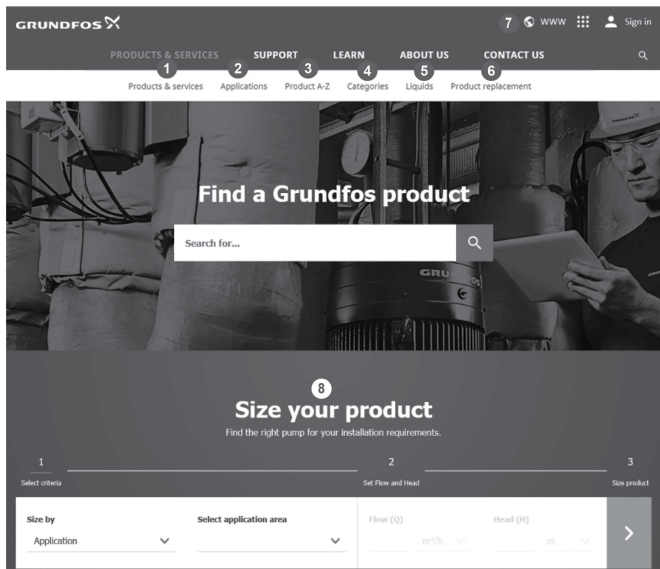 GRUNDFOS
7 WWW Sign in
PRODUCTS & SERVICES SUPPORT LEARN ABOUT US CONTACT US
1 2 3 4 5 6
Products & services Applications Product A-Z Categories Liquids Product replacement
GRUNDFOS
Find a Grundfos product
Search for...
GRUNDFOS
8
Size your product
Find the right pump for your installation requirements.
1 2 3
Select criteria Set Flow and Head Size product
Size by Select application area Flow (Q) Head (H)
Application m³/h m